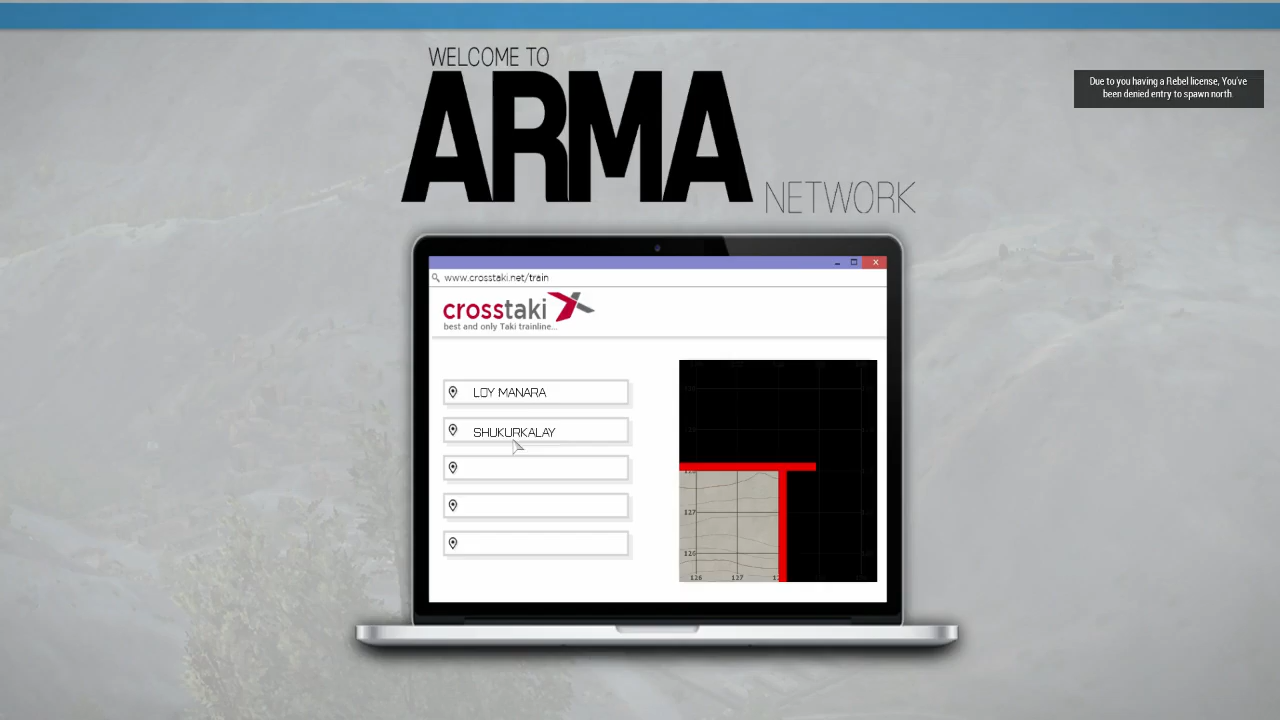 WELCOME TO
ARMA
NETWORK
Due to you having a Rebel license, You've
been denied entry to spawn north
www.crosstaki.net/train
crosstaki
best and only Taki trainline...
LOY MANARA
SHUKURKALAY
127
126
126
127